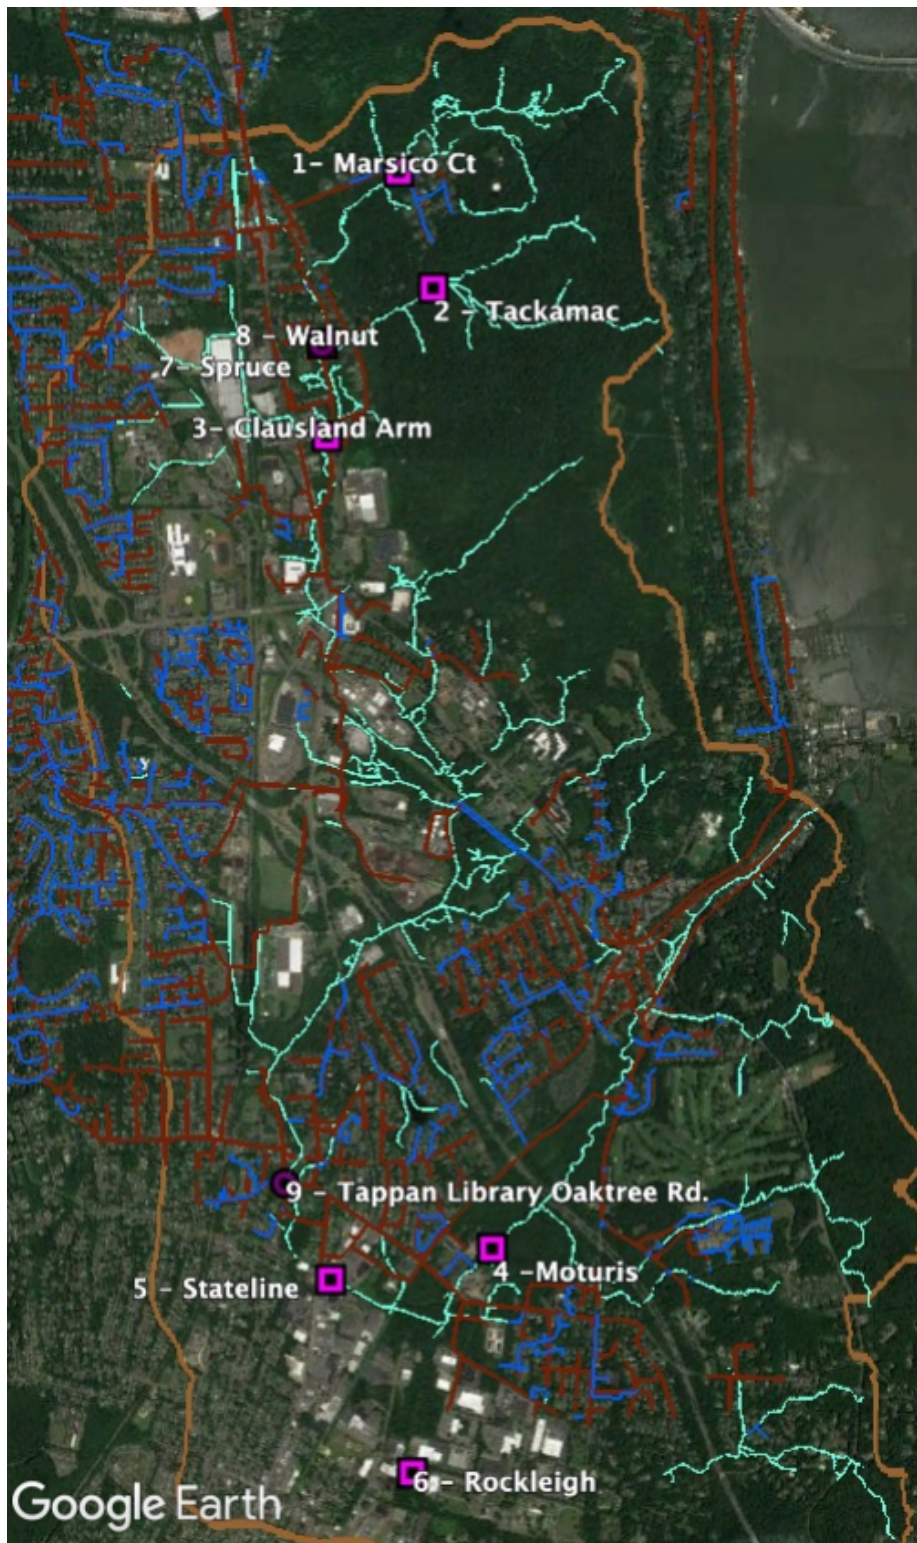 1- Marsico Ct
2 - Tackamac
8 - Walnut
7- Spruce
3- Clausland Arm
9 - Tappan Library Oaktree Rd.
4 -Moturis
5 - Stateline
6 - Rockleigh
Google Earth